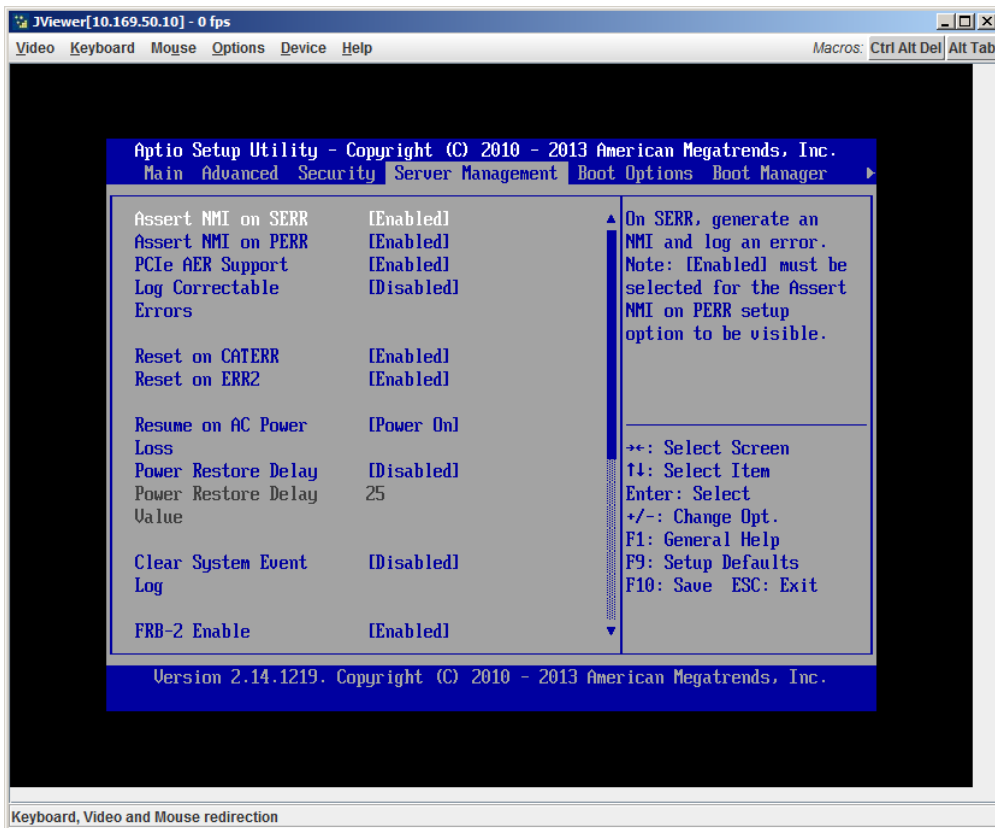 JViewer[10.169.50.10] - 0 fps
Video Keyboard Mouse Options Device Help Macros: Ctrl Alt Del Alt Tab
Aptio Setup Utility - Copyright (C) 2010 - 2013 American Megatrends, Inc.
Main Advanced Security Server Management Boot Options Boot Manager
Assert NMI on SERR [Enabled]
Assert NMI on PERR [Enabled]
PCIe AER Support [Enabled]
Log Correctable [Disabled]
Errors
Reset on CATERR [Enabled]
Reset on ERR2 [Enabled]
Resume on AC Power [Power On]
Loss
Power Restore Delay [Disabled]
Power Restore Delay 25
Value
Clear System Event [Disabled]
Log
FRB-2 Enable [Enabled]
On SERR, generate an
NMI and log an error.
Note: [Enabled] must be
selected for the Assert
NMI on PERR setup
option to be visible.
→←: Select Screen
↑↓: Select Item
Enter: Select
+/-: Change Opt.
F1: General Help
F9: Setup Defaults
F10: Save ESC: Exit
Version 2.14.1219. Copyright (C) 2010 - 2013 American Megatrends, Inc.
Keyboard, Video and Mouse redirection